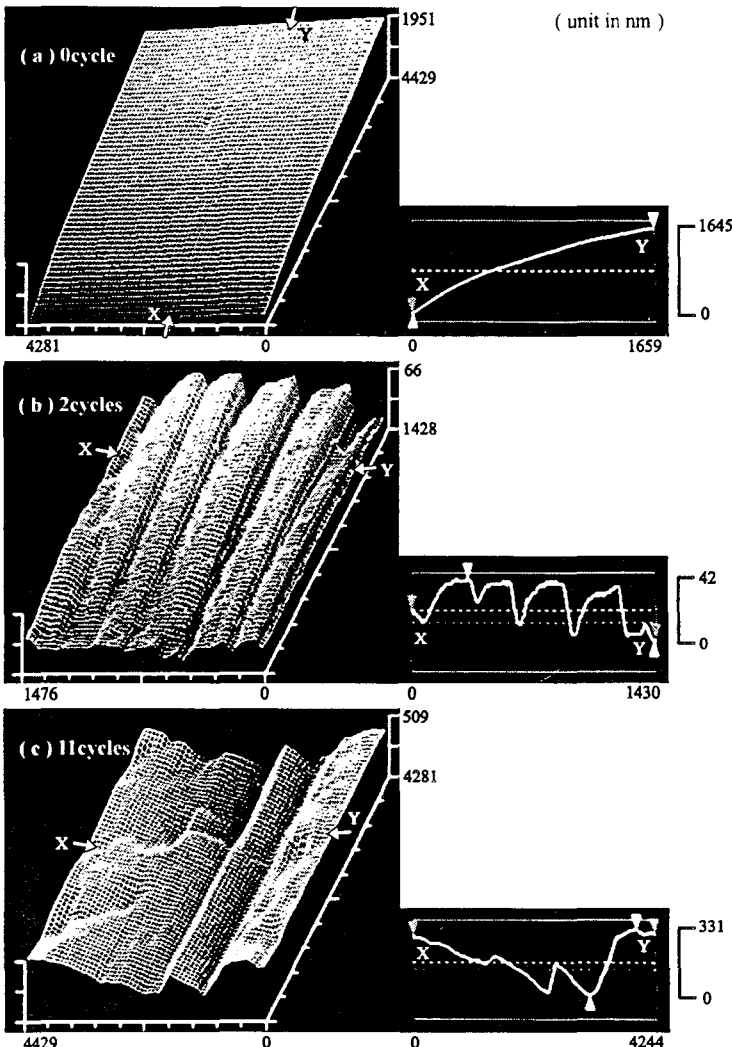 ( unit in nm )
( a ) 0cycle
Y
1951
4429
X
4281 0
1645
Y
X
0
0 1659
( b ) 2cycles
66
1428
X
Y
1476 0
42
X
Y
0
0 1430
( c ) 11cycles
509
4281
X
Y
4429 0
331
X
Y
0
0 4244